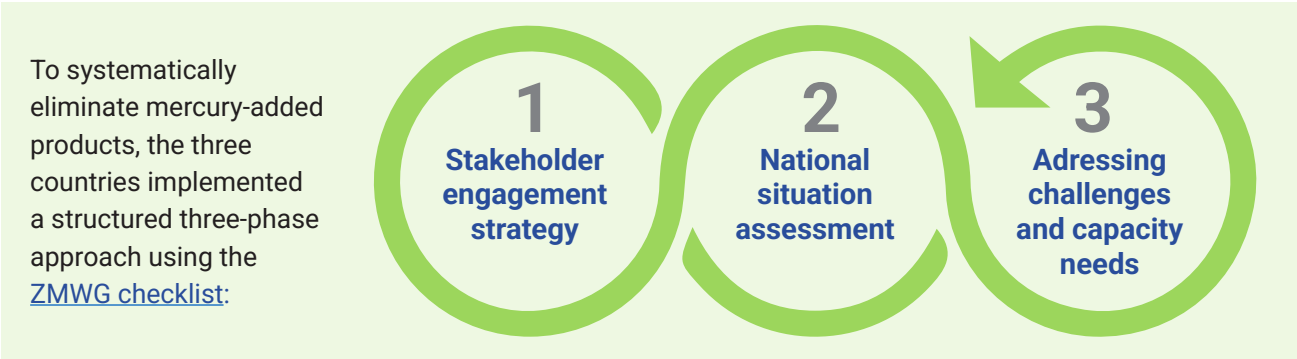 To systematically
eliminate mercury-added
products, the three
countries implemented
a structured three-phase
approach using the
ZMWG checklist:
1
Stakeholder
engagement
strategy
2
National
situation
assessment
3
Adressing
challenges
and capacity
needs